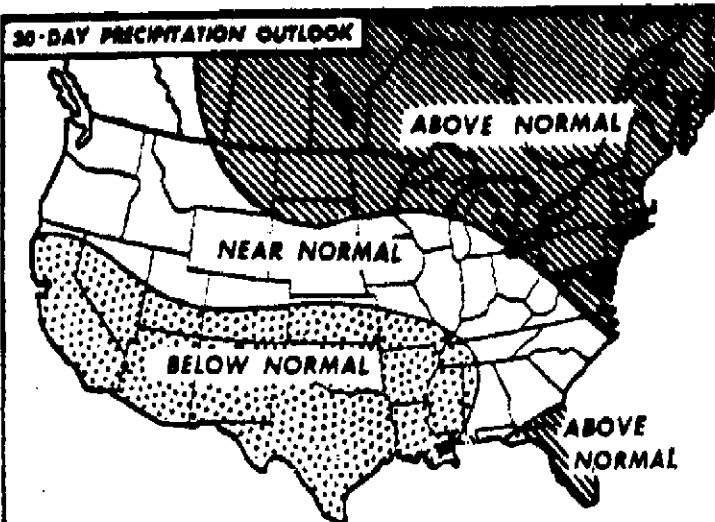 30-DAY PRECIPITATION OUTLOOK
ABOVE NORMAL
NEAR NORMAL
BELOW NORMAL
ABOVE
NORMAL